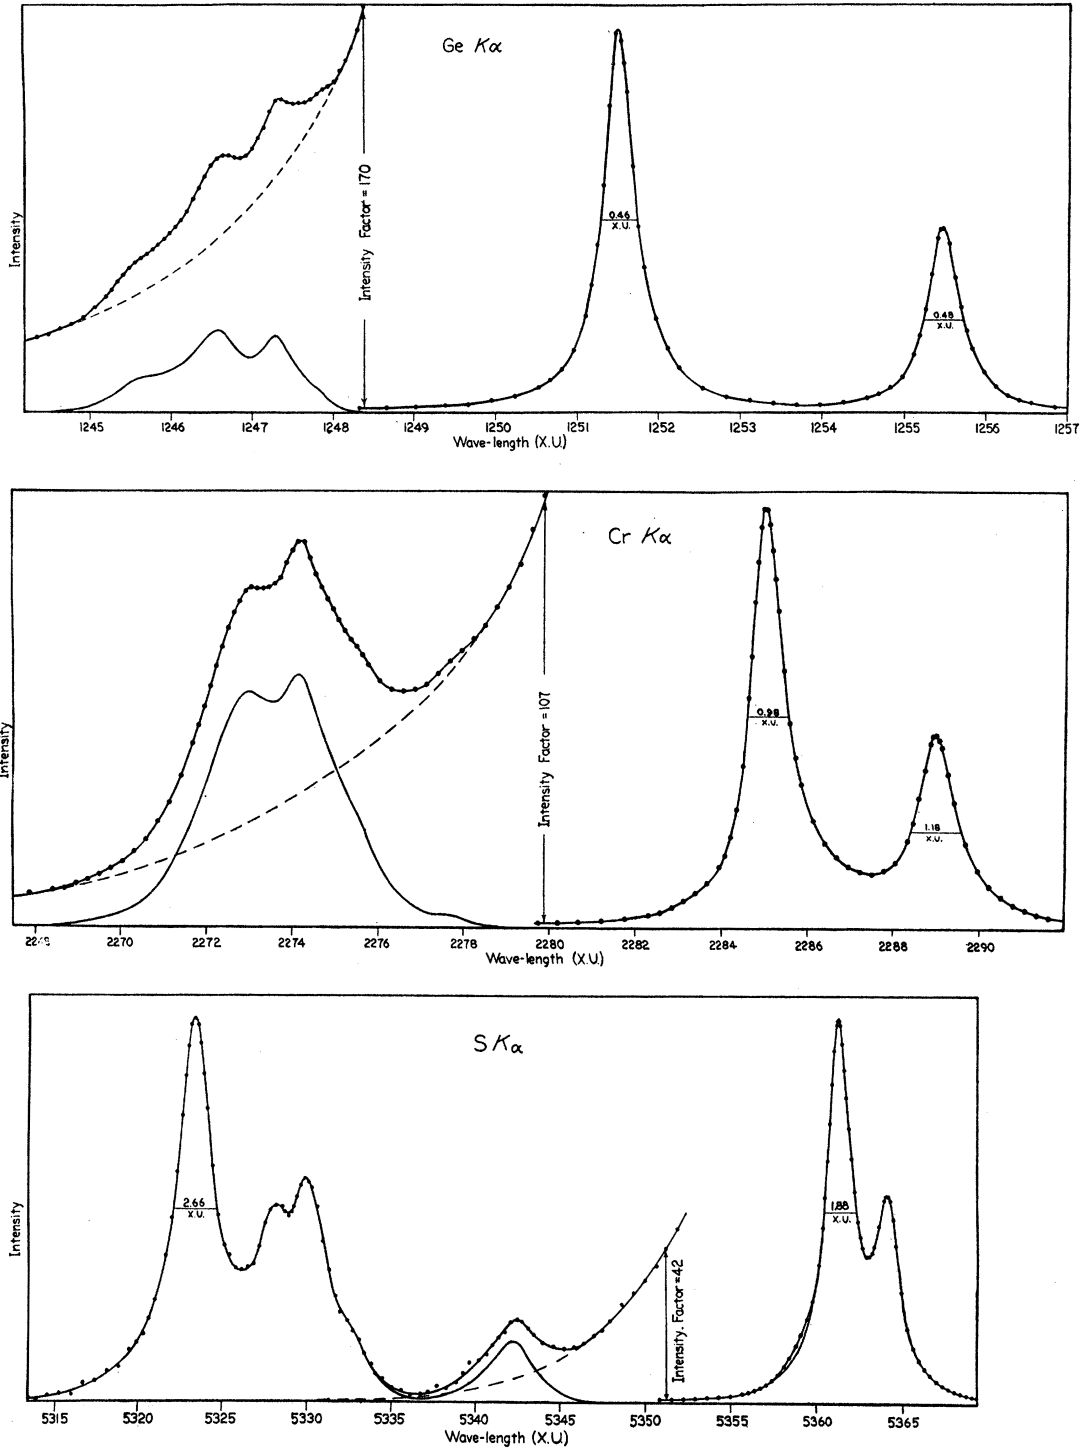 Ge Kα
Intensity
Intensity Factor = 170
0.46
X.U.
0.48
X.U.
1245 1246 1247 1248 1249 1250 1251 1252 1253 1254 1255 1256 1257
Wave-length (X.U.)
Cr Kα
Intensity
Intensity Factor = 107
0.98
X.U.
1.18
X.U.
2270 2272 2274 2276 2278 2280 2282 2284 2286 2288 2290
Wave-length (X.U.)
S Kα
Intensity
2.66
X.U.
Intensity. Factor = 42
1.88
X.U.
5315 5320 5325 5330 5335 5340 5345 5350 5355 5360 5365
Wave-length (X.U.)